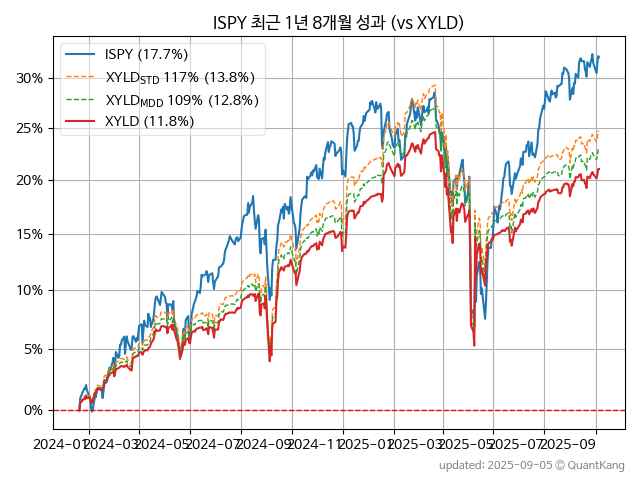 ISPY 최근 1년 8개월 성과 (vs XYLD)
ISPY (17.7%)
XYLD_STD 117% (13.8%)
XYLD_MDD 109% (12.8%)
XYLD (11.8%)
30%
25%
20%
15%
10%
5%
0%
2024-01 2024-03 2024-05 2024-07 2024-09 2024-11 2025-01 2025-03 2025-05 2025-07 2025-09
updated: 2025-09-05 © QuantKang